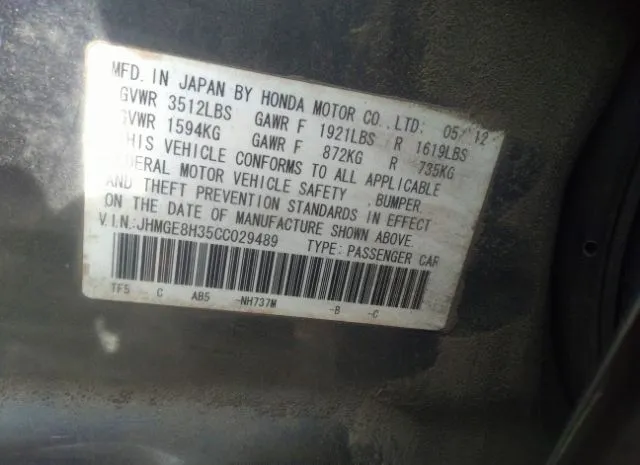 MFD. IN JAPAN BY HONDA MOTOR CO.,LTD. 05/12
GVWR 3512LBS GAWR F 1921LBS R 1619LBS
GVWR 1594KG GAWR F 872KG R 735KG
THIS VEHICLE CONFORMS TO ALL APPLICABLE
FEDERAL MOTOR VEHICLE SAFETY, BUMPER
AND THEFT PREVENTION STANDARDS IN EFFECT
ON THE DATE OF MANUFACTURE SHOWN ABOVE.
V.I.N.:JHMGE8H35CC029489 TYPE: PASSENGER CAR
TF5 C AB5 -NH737M -B -C